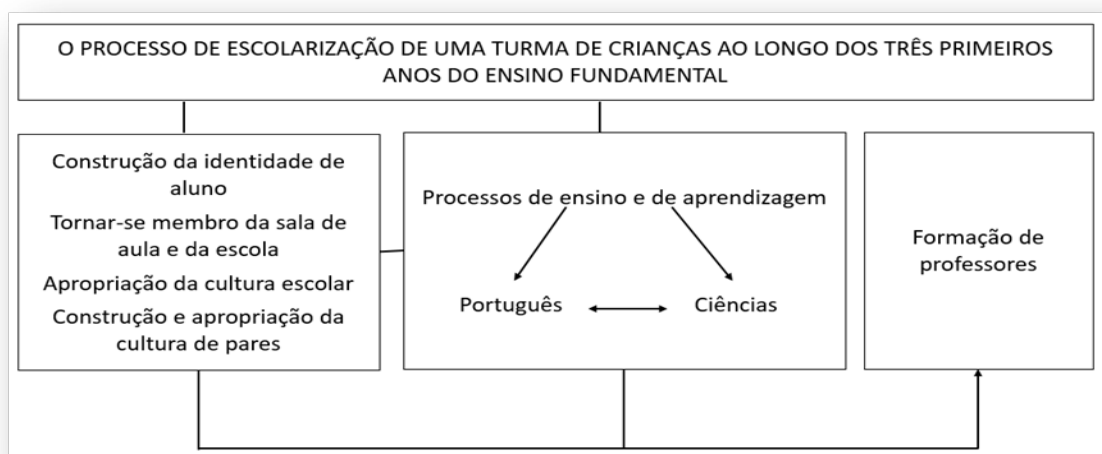 O PROCESSO DE ESCOLARIZAÇÃO DE UMA TURMA DE CRIANÇAS AO LONGO DOS TRÊS PRIMEIROS
ANOS DO ENSINO FUNDAMENTAL
Construção da identidade de
aluno
Tornar-se membro da sala de
aula e da escola
Apropriação da cultura escolar
Construção e apropriação da
cultura de pares
Processos de ensino e de aprendizagem
Português
Ciências
Formação de
professores